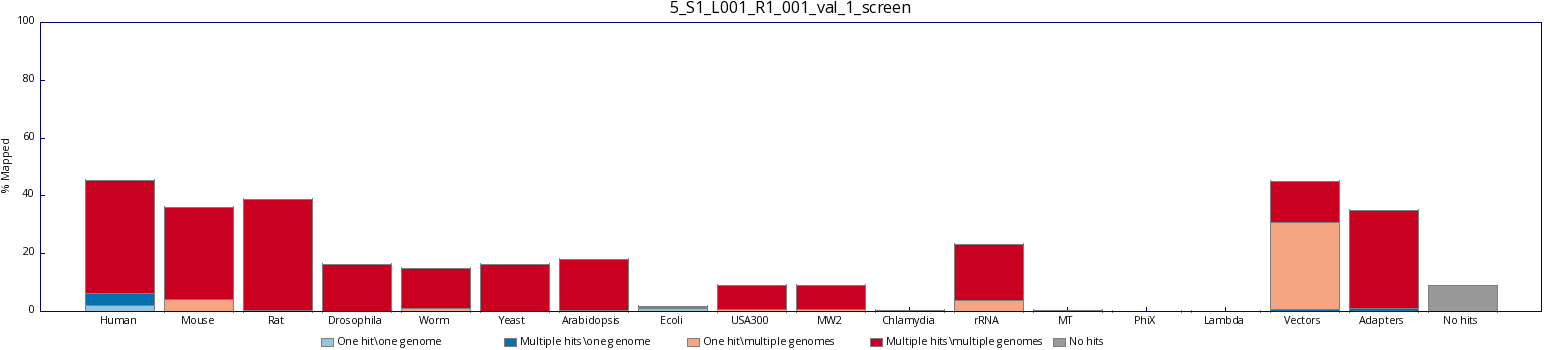 5_S1_L001_R1_001_val_1_screen
100
80
60
40
20
0
% Mapped
Human Mouse Rat Drosophila Worm Yeast Arabidopsis Ecoli USA300 MW2 Chlamydia rRNA MT PhiX Lambda Vectors Adapters No hits
One hit\one genome Multiple hits\one genome One hit\multiple genomes Multiple hits\multiple genomes No hits